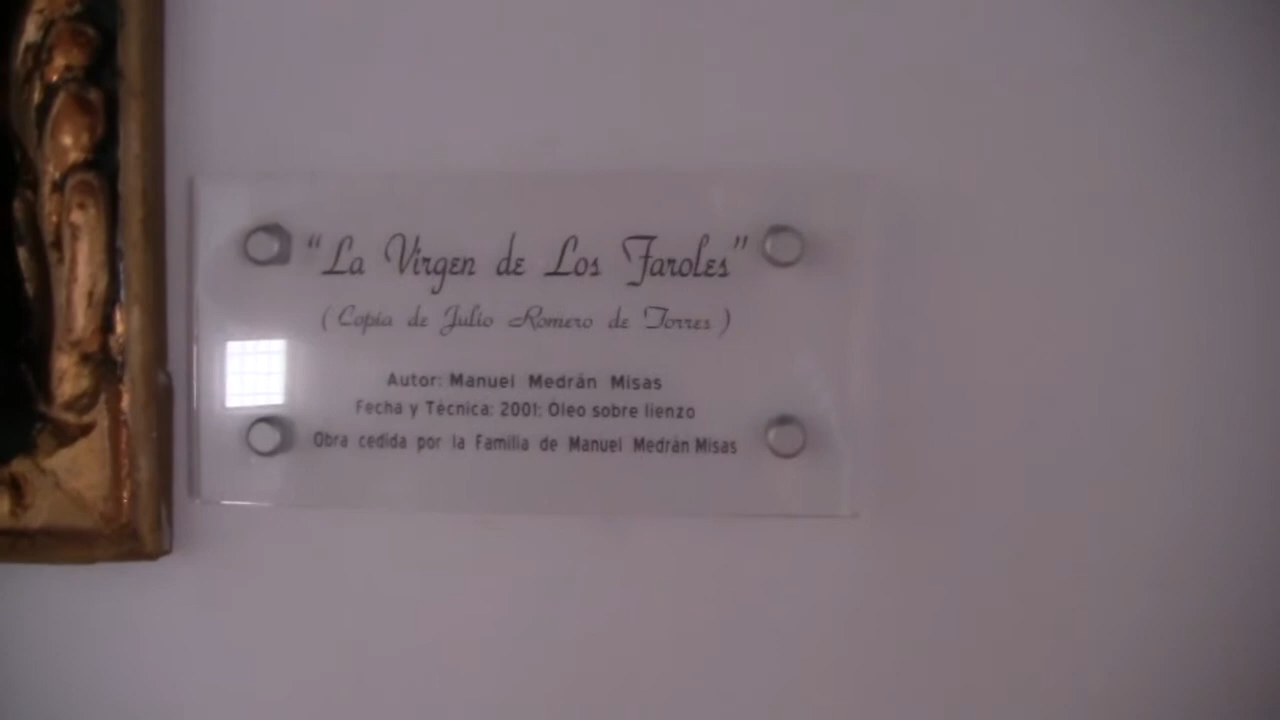 “La Virgen de Los Faroles”
(Copia de Julio Romero de Torres)
Autor: Manuel Medrán Misas
Fecha y Técnica: 2001: Oleo sobre lienzo
Obra cedida por la Familia de Manuel Medrán Misas